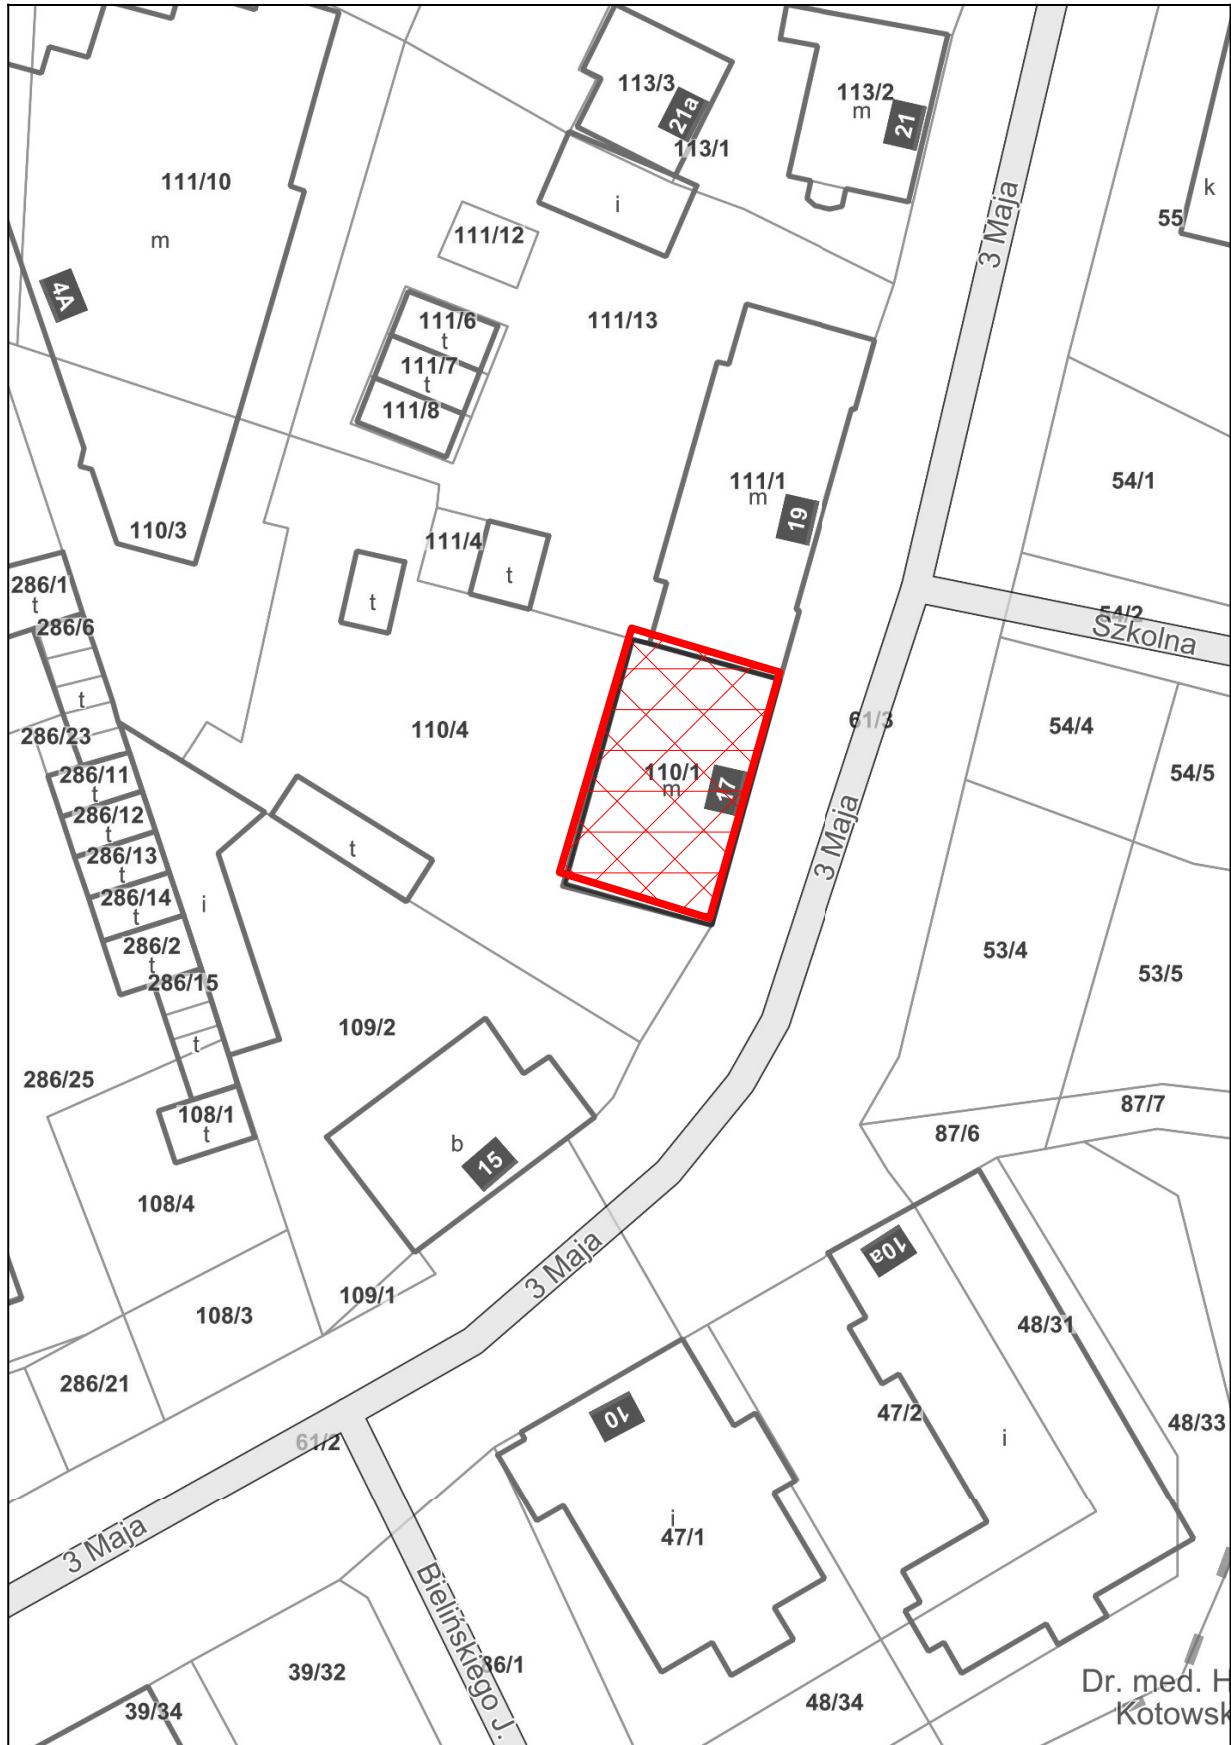 113/3
21a
113/1
113/2
m
21
3 Maja
k
55
111/10
m
4A
i
111/12
111/13
111/6
t
111/7
t
111/8
111/1
m
19
54/1
110/3
111/4
t
t
286/1
t
286/6
t
286/23
54/2
Szkolna
61/3
54/4
54/5
110/4
110/1
m
17
3 Maja
286/11
t
286/12
t
286/13
t
286/14
t
286/2
t
286/15
t
i
t
53/4
53/5
109/2
286/25
108/1
t
b
15
87/7
87/6
108/4
10a
3 Maja
109/1
108/3
48/31
286/21
10
47/2
48/33
i
61/2
i
47/1
3 Maja
Bielińskiego J.
86/1
39/32
39/34
48/34
Dr. med. H
Kotowsk